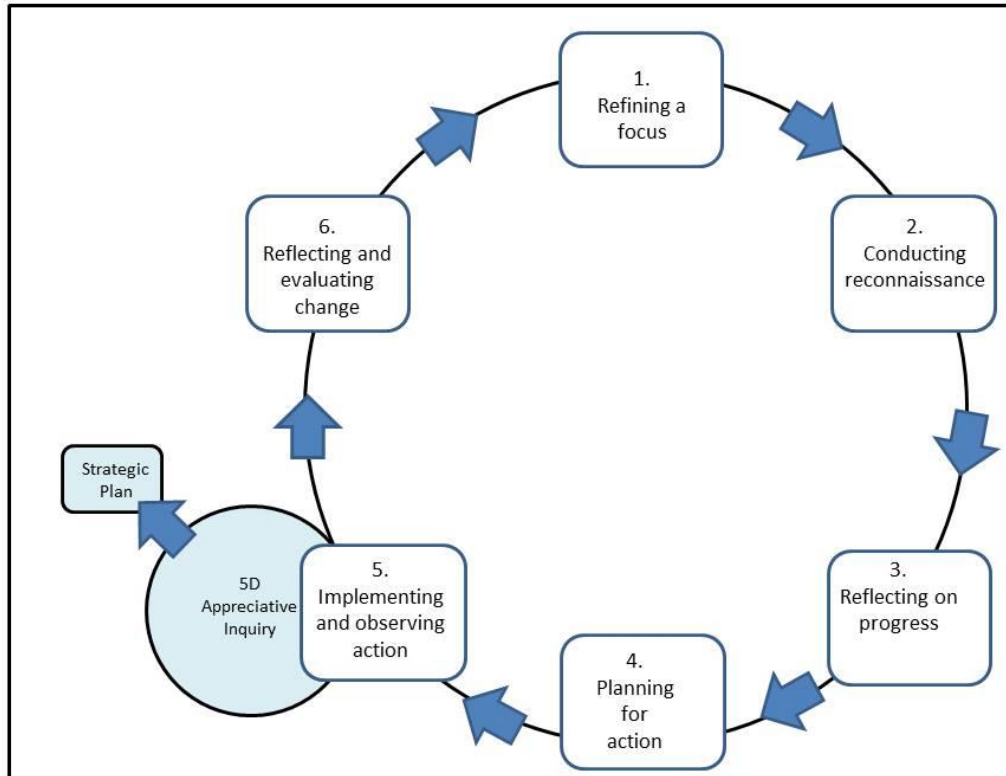 1.
Refining a
focus
2.
Conducting
reconnaissance
3.
Reflecting on
progress
4.
Planning
for
action
5.
Implementing
and observing
action
6.
Reflecting and
evaluating
change
5D
Appreciative
Inquiry
Strategic
Plan